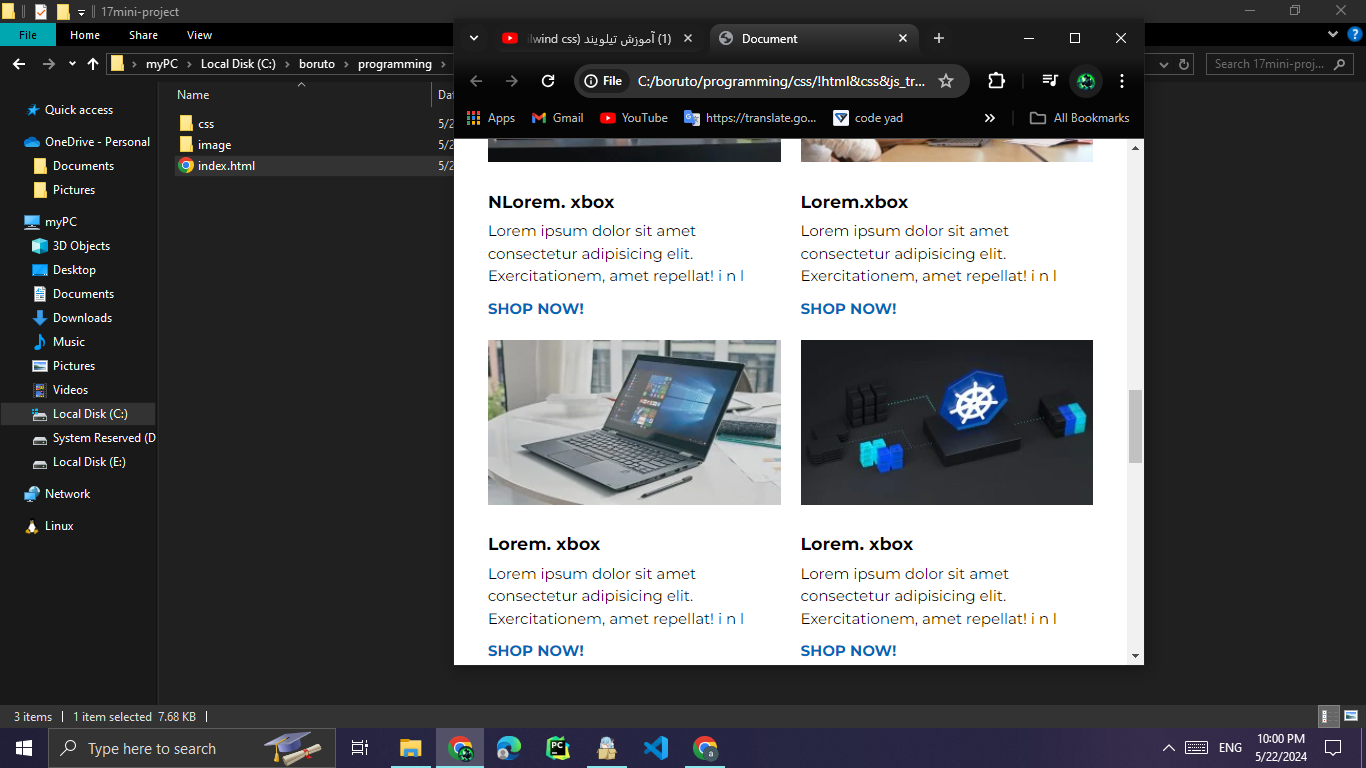 17mini-project
File Home Share View
myPC Local Disk (C:) boruto programming
Search 17mini-proj...
Quick access
OneDrive - Personal
Documents
Pictures
myPC
3D Objects
Desktop
Documents
Downloads
Music
Pictures
Videos
Local Disk (C:)
System Reserved (D
Local Disk (E:)
Network
Linux
Name Da
css 5/2
image 5/2
index.html 5/2
3 items 1 item selected 7.68 KB
(1) آموزش تیلویند (ilwind css
Document
File C:/boruto/programming/css/!html&css&js_tr...
Apps Gmail YouTube https://translate.go... code yad » All Bookmarks
NLorem. xbox
Lorem ipsum dolor sit amet
consectetur adipisicing elit.
Exercitationem, amet repellat! i n l
SHOP NOW!
Lorem.xbox
Lorem ipsum dolor sit amet
consectetur adipisicing elit.
Exercitationem, amet repellat! i n l
SHOP NOW!
Lorem. xbox
Lorem ipsum dolor sit amet
consectetur adipisicing elit.
Exercitationem, amet repellat! i n l
SHOP NOW!
Lorem. xbox
Lorem ipsum dolor sit amet
consectetur adipisicing elit.
Exercitationem, amet repellat! i n l
SHOP NOW!
Type here to search
PC
a
ENG
10:00 PM
5/22/2024